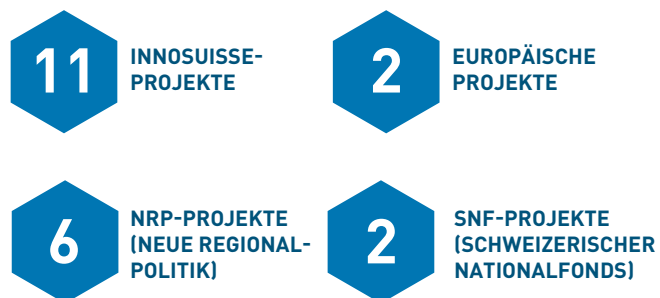 11
INNOSUISSE-
PROJEKTE
2
EUROPÄISCHE
PROJEKTE
6
NRP-PROJEKTE
(NEUE REGIONAL-
POLITIK)
2
SNF-PROJEKTE
(SCHWEIZERISCHER
NATIONALFONDS)